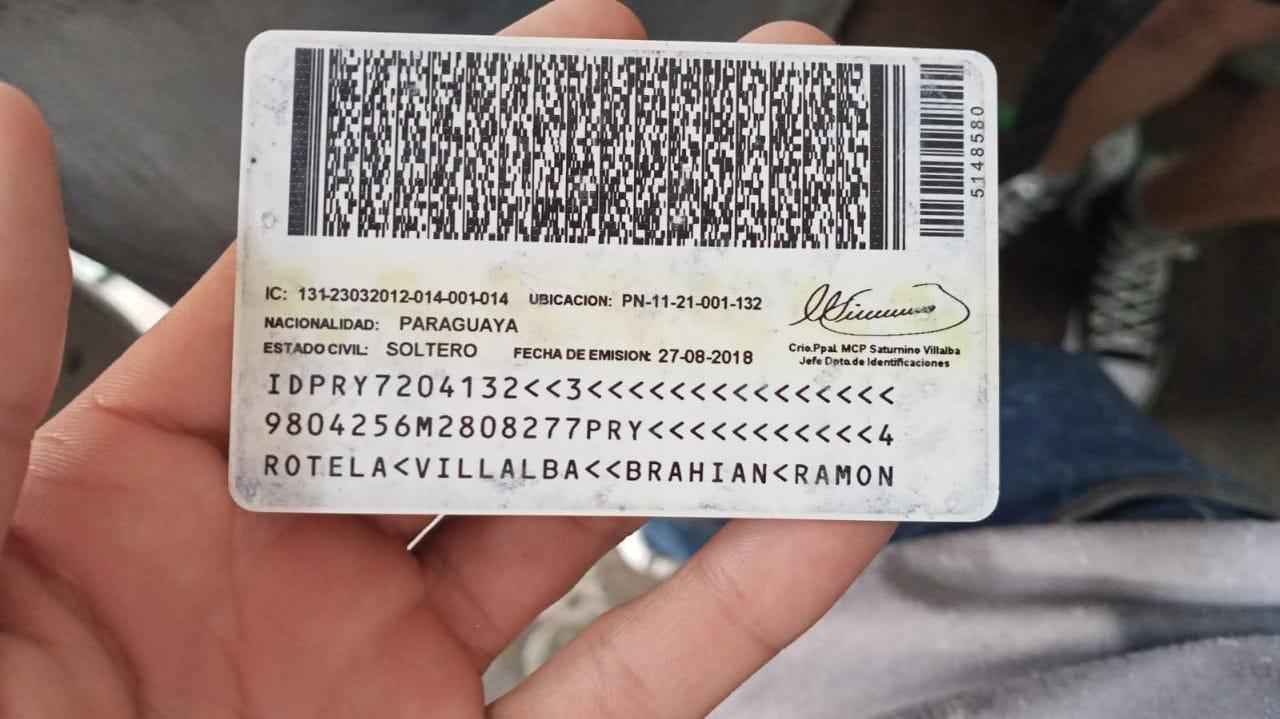 5148580
IC: 131-23032012-014-001-014 UBICACION: PN-11-21-001-132
NACIONALIDAD: PARAGUAYA
ESTADO CIVIL: SOLTERO FECHA DE EMISION: 27-08-2018
Crio.Ppal. MCP Saturnino Villalba
Jefe Dpto.de Identificaciones
IDPRY7204132<<3<<<<<<<<<<<<<<<
9804256M2808277PRY<<<<<<<<<<<4
ROTELA<VILLALBA<<BRAHIAN<RAMON